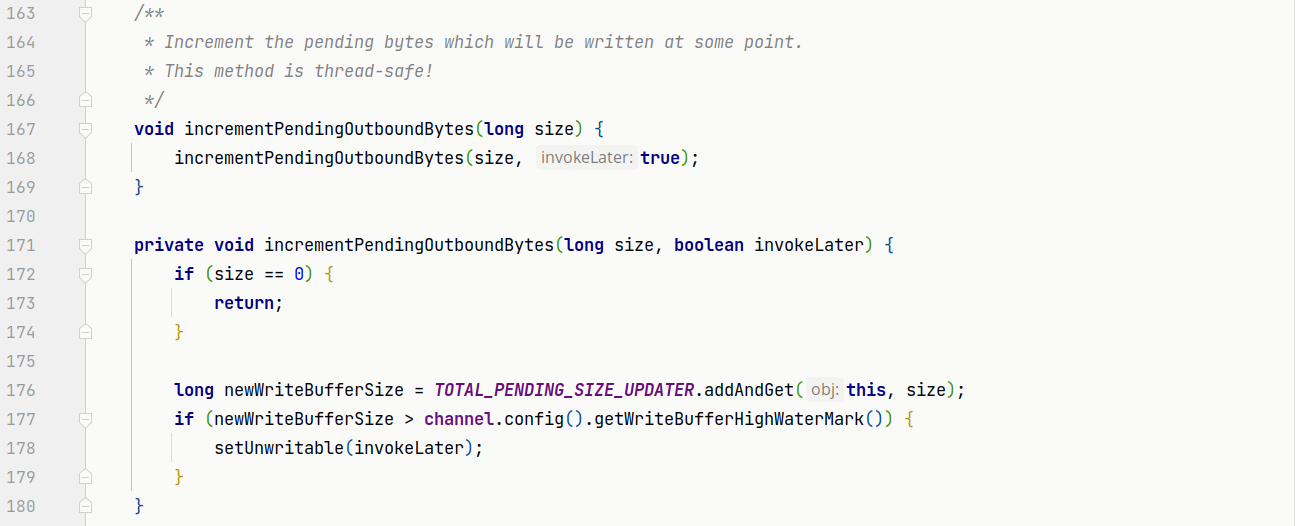 163 /**
164 * Increment the pending bytes which will be written at some point.
165 * This method is thread-safe!
166 */
167 void incrementPendingOutboundBytes(long size) {
168 incrementPendingOutboundBytes(size, invokeLater: true);
169 }
170
171 private void incrementPendingOutboundBytes(long size, boolean invokeLater) {
172 if (size == 0) {
173 return;
174 }
175
176 long newWriteBufferSize = TOTAL_PENDING_SIZE_UPDATER.addAndGet( obj: this, size);
177 if (newWriteBufferSize > channel.config().getWriteBufferHighWaterMark()) {
178 setUnwritable(invokeLater);
179 }
180 }